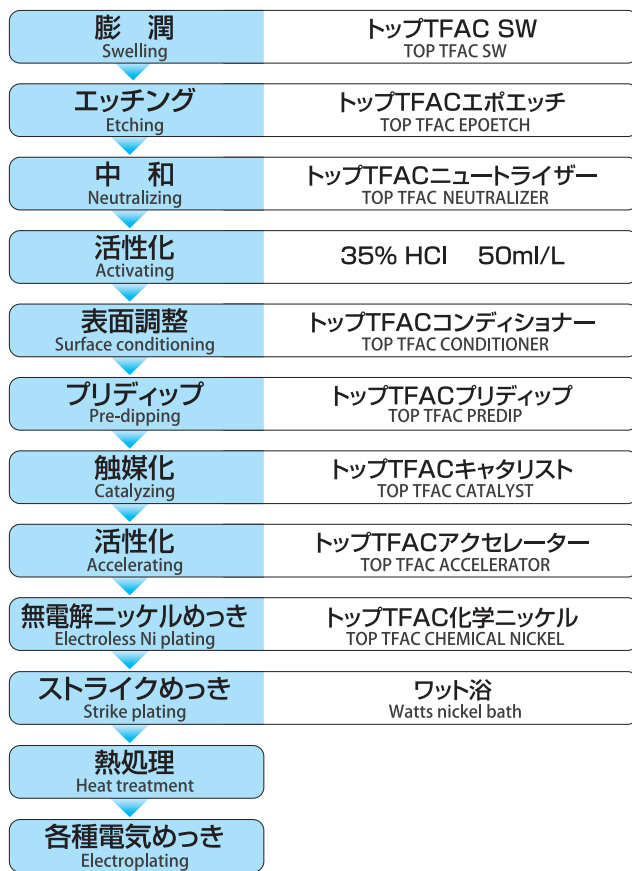 膨　潤
Swelling
トップTFAC SW
TOP TFAC SW
エッチング
Etching
トップTFACエポエッチ
TOP TFAC EPOETCH
中　和
Neutralizing
トップTFACニュートライザー
TOP TFAC NEUTRALIZER
活性化
Activating
35% HCl　50ml/L
表面調整
Surface conditioning
トップTFACコンディショナー
TOP TFAC CONDITIONER
プリディップ
Pre-dipping
トップTFACプリディップ
TOP TFAC PREDIP
触媒化
Catalyzing
トップTFACキャタリスト
TOP TFAC CATALYST
活性化
Accelerating
トップTFACアクセレーター
TOP TFAC ACCELERATOR
無電解ニッケルめっき
Electroless Ni plating
トップTFAC化学ニッケル
TOP TFAC CHEMICAL NICKEL
ストライクめっき
Strike plating
ワット浴
Watts nickel bath
熱処理
Heat treatment
各種電気めっき
Electroplating